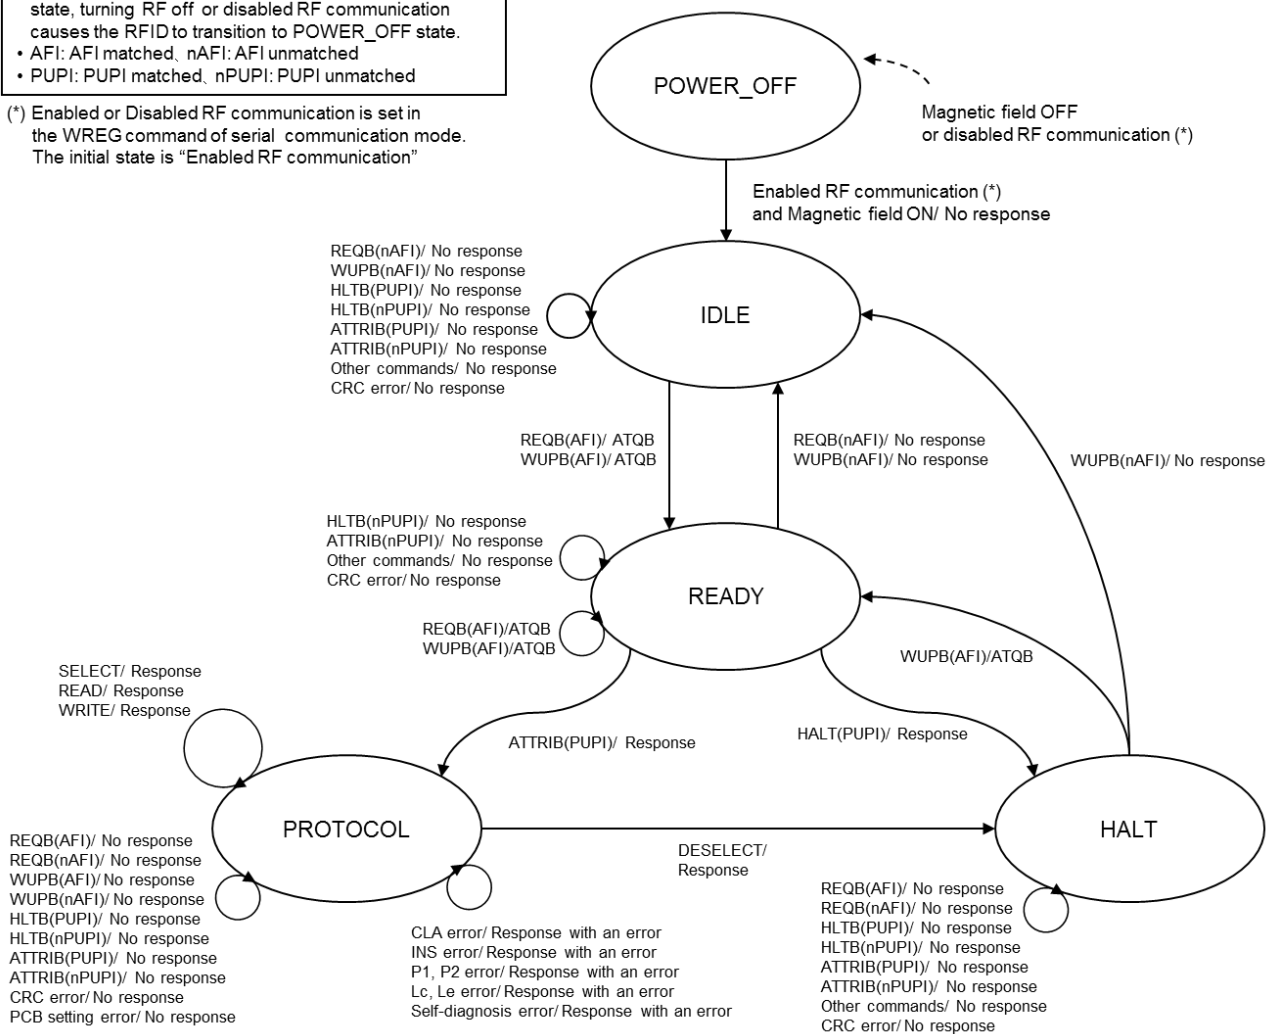 state, turning RF off or disabled RF communication
causes the RFID to transition to POWER_OFF state.
• AFI: AFI matched、nAFI: AFI unmatched
• PUPI: PUPI matched、nPUPI: PUPI unmatched
(*) Enabled or Disabled RF communication is set in
the WREG command of serial communication mode.
The initial state is “Enabled RF communication”
POWER_OFF
Magnetic field OFF
or disabled RF communication (*)
Enabled RF communication (*)
and Magnetic field ON/ No response
REQB(nAFI)/ No response
WUPB(nAFI)/ No response
HLTB(PUPI)/ No response
HLTB(nPUPI)/ No response
ATTRIB(PUPI)/ No response
ATTRIB(nPUPI)/ No response
Other commands/ No response
CRC error/ No response
IDLE
REQB(AFI)/ ATQB
WUPB(AFI)/ ATQB
REQB(nAFI)/ No response
WUPB(nAFI)/ No response
WUPB(nAFI)/ No response
HLTB(nPUPI)/ No response
ATTRIB(nPUPI)/ No response
Other commands/ No response
CRC error/ No response
READY
REQB(AFI)/ATQB
WUPB(AFI)/ATQB
WUPB(AFI)/ATQB
SELECT/ Response
READ/ Response
WRITE/ Response
ATTRIB(PUPI)/ Response
HALT(PUPI)/ Response
PROTOCOL
HALT
DESELECT/
Response
REQB(AFI)/ No response
REQB(nAFI)/ No response
WUPB(AFI)/ No response
WUPB(nAFI)/ No response
HLTB(PUPI)/ No response
HLTB(nPUPI)/ No response
ATTRIB(PUPI)/ No response
ATTRIB(nPUPI)/ No response
CRC error/ No response
PCB setting error/ No response
CLA error/ Response with an error
INS error/ Response with an error
P1, P2 error/ Response with an error
Lc, Le error/ Response with an error
Self-diagnosis error/ Response with an error
REQB(AFI)/ No response
REQB(nAFI)/ No response
HLTB(PUPI)/ No response
HLTB(nPUPI)/ No response
ATTRIB(PUPI)/ No response
ATTRIB(nPUPI)/ No response
Other commands/ No response
CRC error/ No response